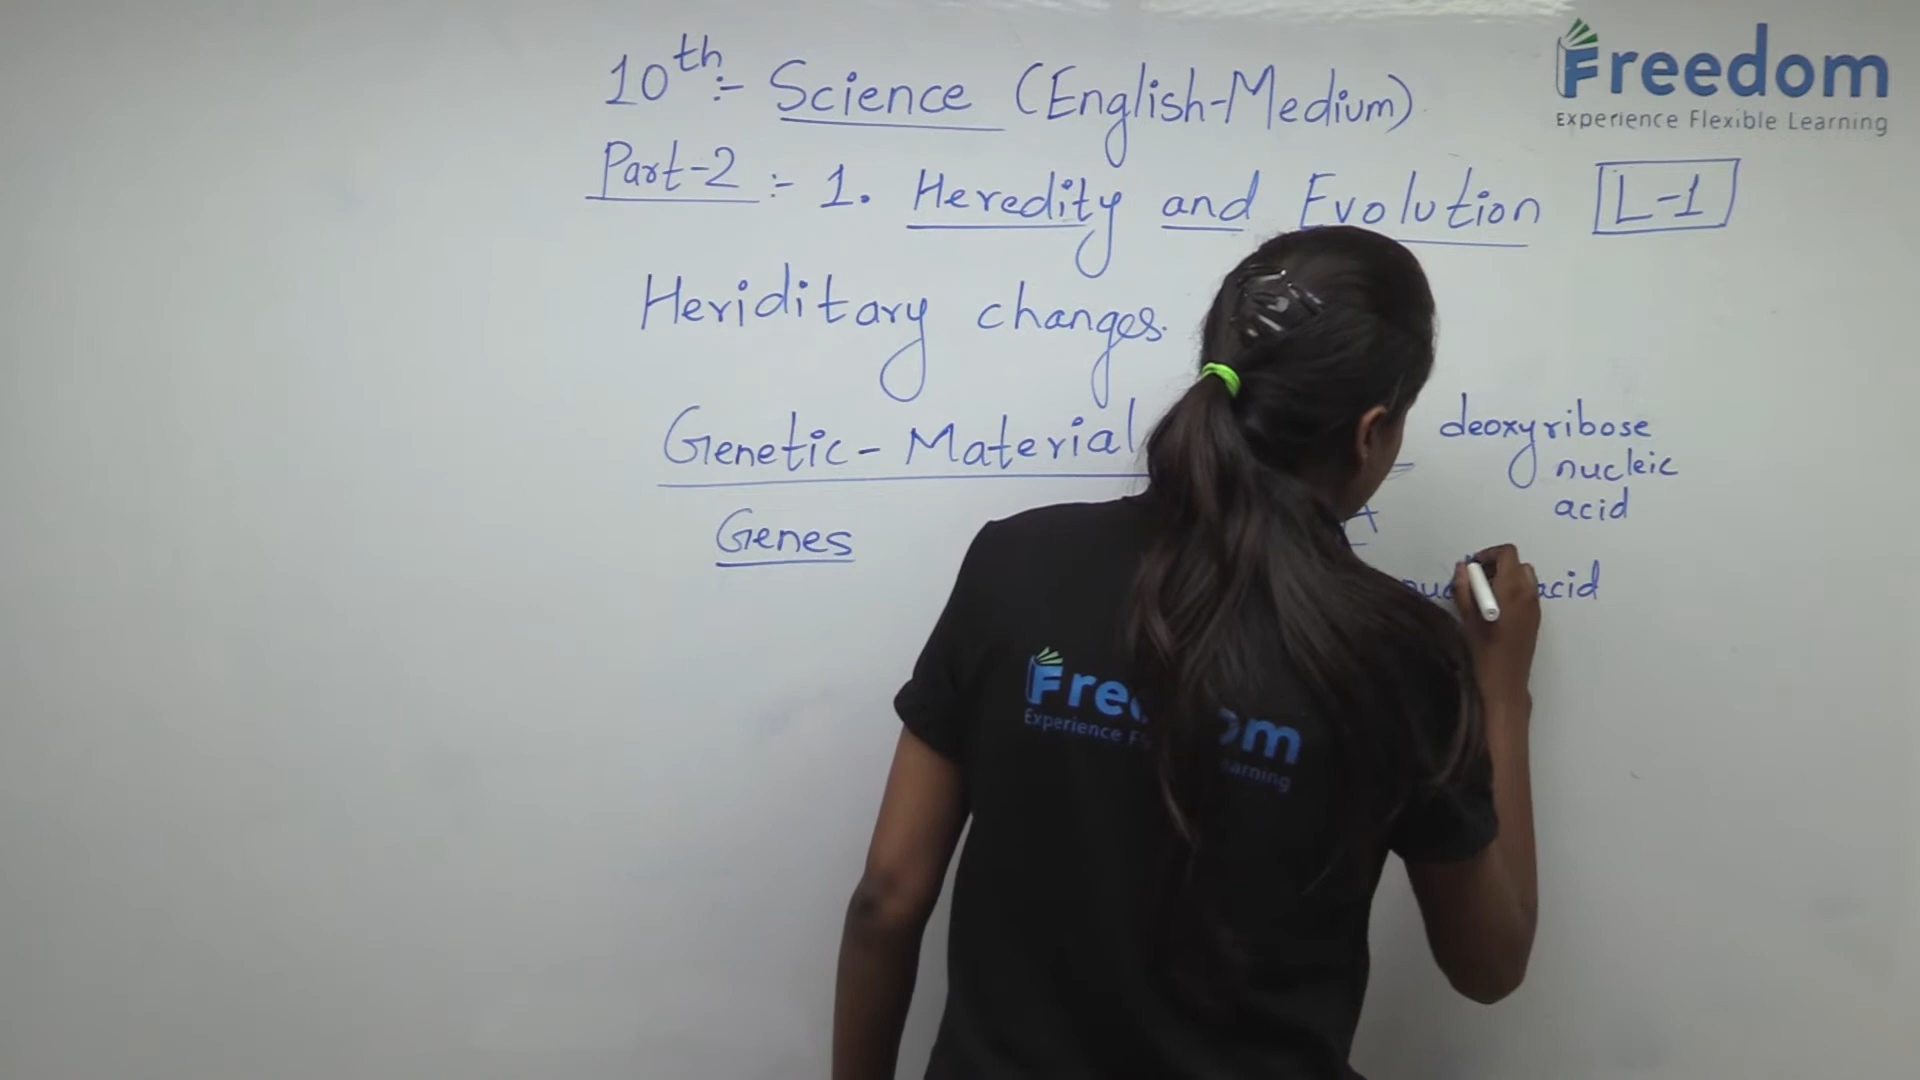 Freedom
Experience Flexible Learning
10th :- Science (English-Medium)
Part-2 :- 1. Heredity and Evolution L-1
Heriditary changes.
Genetic - Material
deoxyribose
nucleic
acid
Genes
acid
Experience